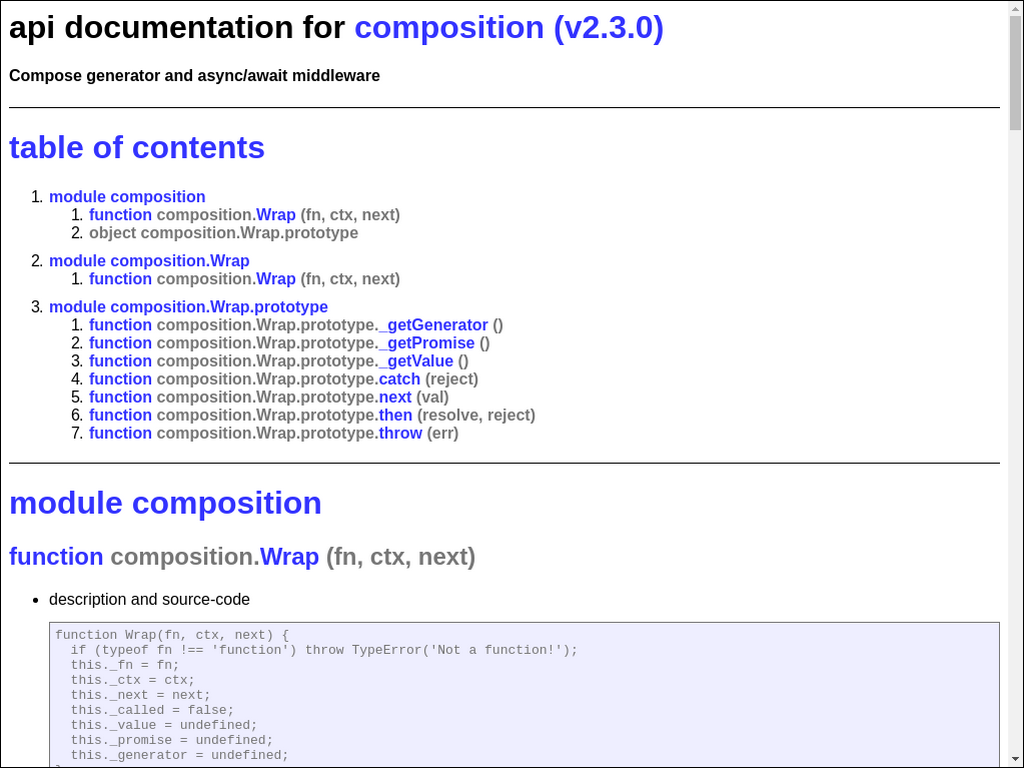 api documentation for composition (v2.3.0)
Compose generator and async/await middleware
table of contents
1. module composition
1. function composition.Wrap (fn, ctx, next)
2. object composition.Wrap.prototype
2. module composition.Wrap
1. function composition.Wrap (fn, ctx, next)
3. module composition.Wrap.prototype
1. function composition.Wrap.prototype._getGenerator ()
2. function composition.Wrap.prototype._getPromise ()
3. function composition.Wrap.prototype._getValue ()
4. function composition.Wrap.prototype.catch (reject)
5. function composition.Wrap.prototype.next (val)
6. function composition.Wrap.prototype.then (resolve, reject)
7. function composition.Wrap.prototype.throw (err)
module composition
function composition.Wrap (fn, ctx, next)
• description and source-code
function Wrap(fn, ctx, next) {
  if (typeof fn !== 'function') throw TypeError('Not a function!');
  this._fn = fn;
  this._ctx = ctx;
  this._next = next;
  this._called = false;
  this._value = undefined;
  this._promise = undefined;
  this._generator = undefined;